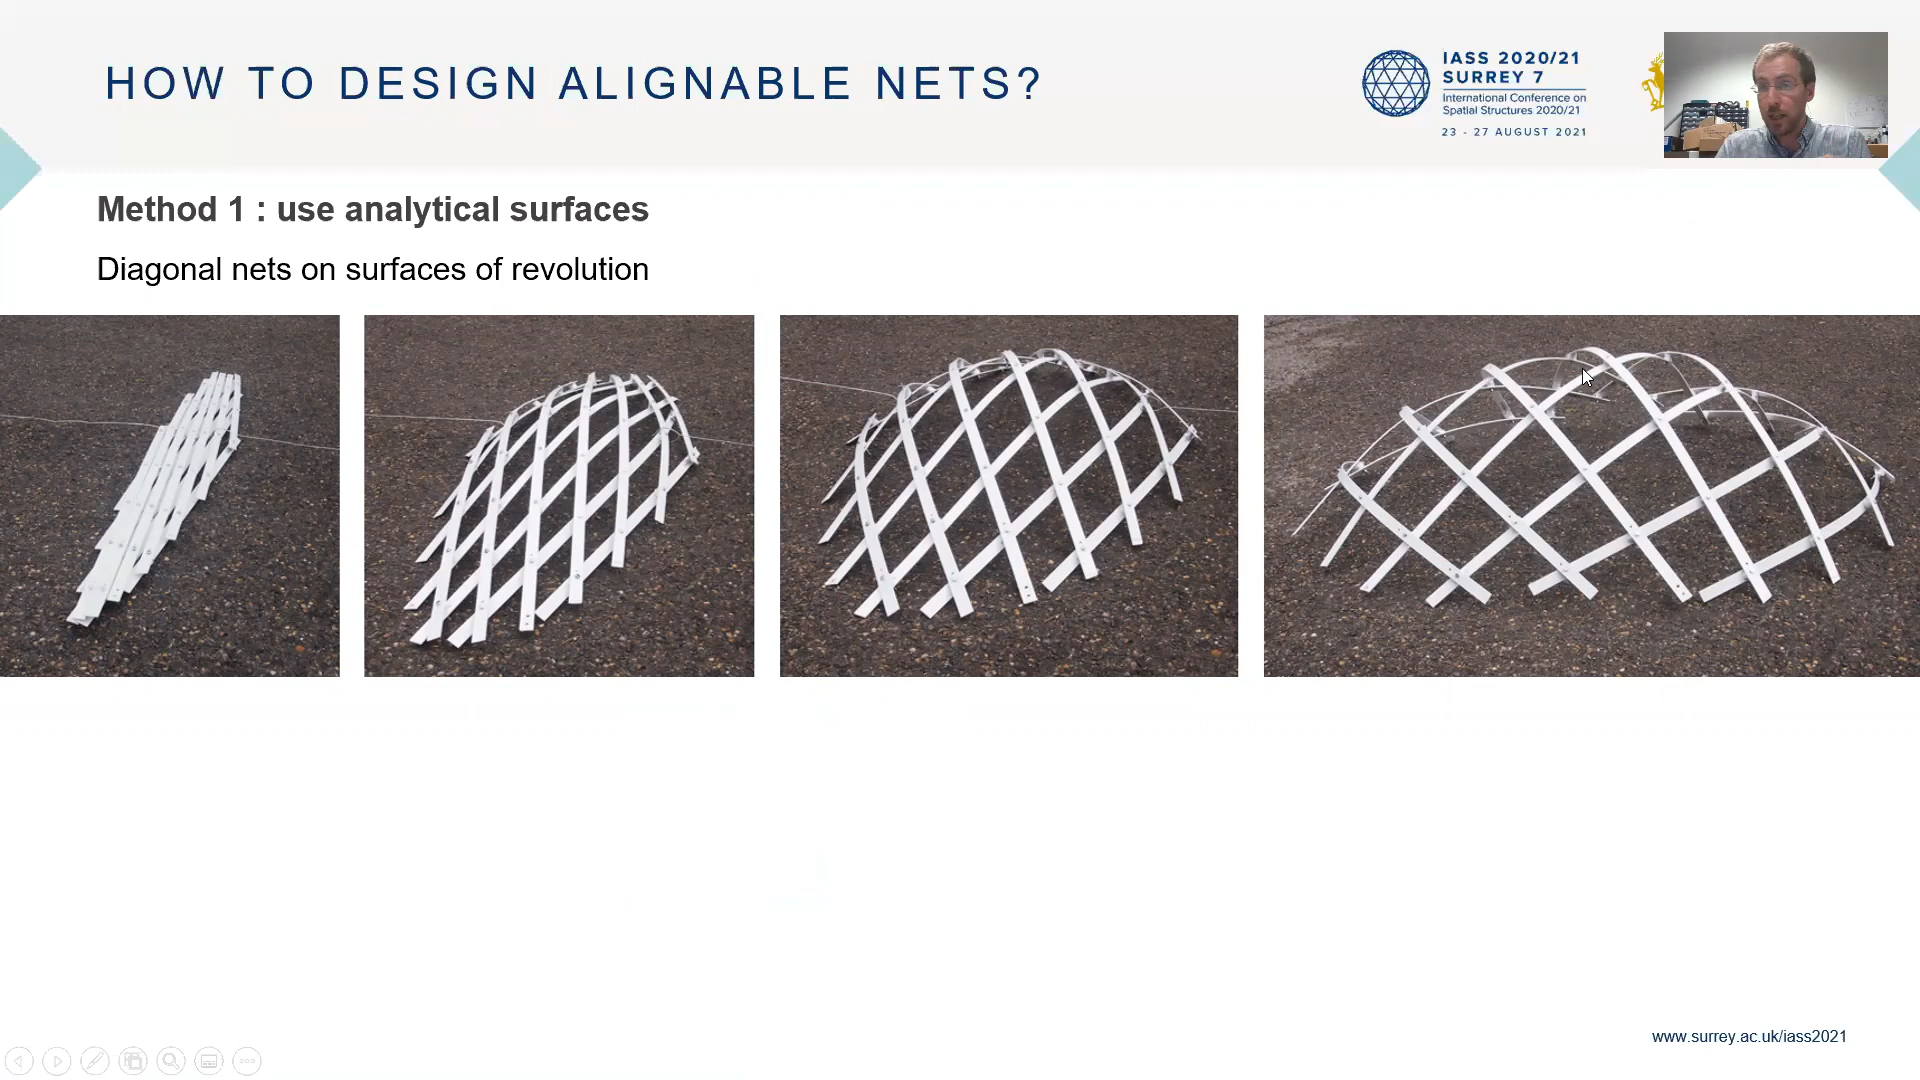 HOW TO DESIGN ALIGNABLE NETS?
IASS 2020/21
SURREY 7
International Conference on
Spatial Structures 2020/21
23 - 27 AUGUST 2021
Method 1 : use analytical surfaces
Diagonal nets on surfaces of revolution
www.surrey.ac.uk/iass2021